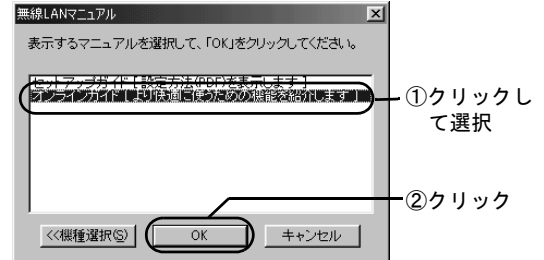 無線LANマニュアル
表示するマニュアルを選択して、「OK」をクリックしてください。
セットアップガイド [ 設定方法(PDF)を表示します ]
オンラインガイド [ より快適に使うための機能を紹介します ]
①クリックし
て選択
②クリック
<<機種選択(S)
OK
キャンセル